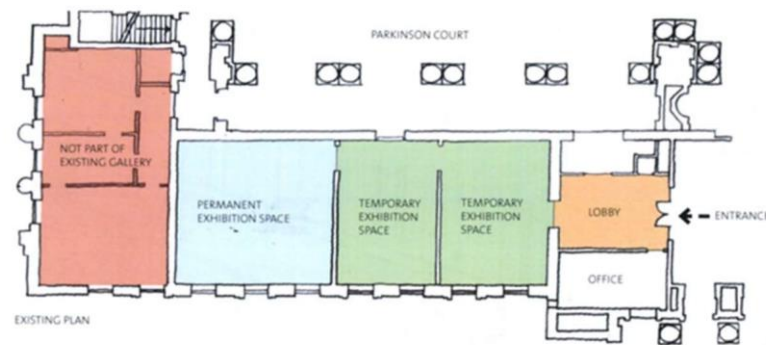 PARKINSON COURT
NOT PART OF
EXISTING GALLERY
PERMANENT
EXHIBITION SPACE
TEMPORARY
EXHIBITION
SPACE
TEMPORARY
EXHIBITION
SPACE
LOBBY
ENTRANCE
OFFICE
EXISTING PLAN